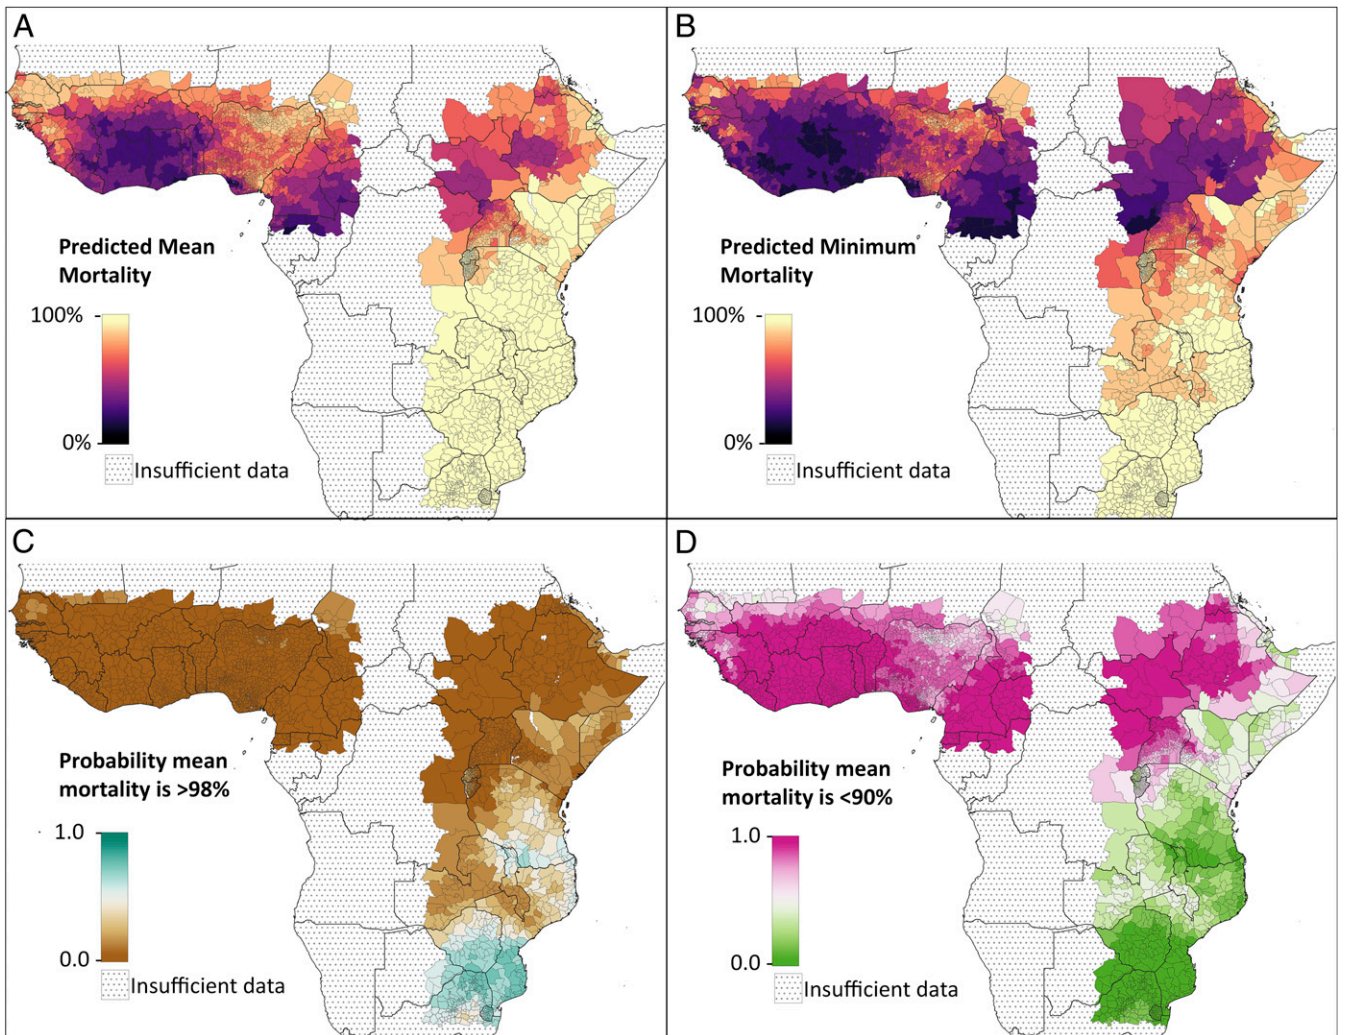 A
Predicted Mean
Mortality
100%
0%
Insufficient data
B
Predicted Minimum
Mortality
100%
0%
Insufficient data
C
Probability mean
mortality is >98%
1.0
0.0
Insufficient data
D
Probability mean
mortality is <90%
1.0
0.0
Insufficient data